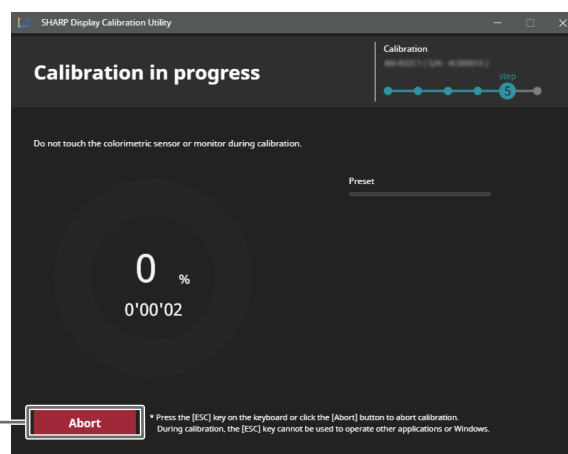 SHARP Display Calibration Utility
Calibration
Calibration in progress
step
5
Do not touch the colorimetric sensor or monitor during calibration.
Preset
0 %
0'00'02
Abort
* Press the [ESC] key on the keyboard or click the [Abort] button to abort calibration.
During calibration, the [ESC] key cannot be used to operate other applications or Windows.